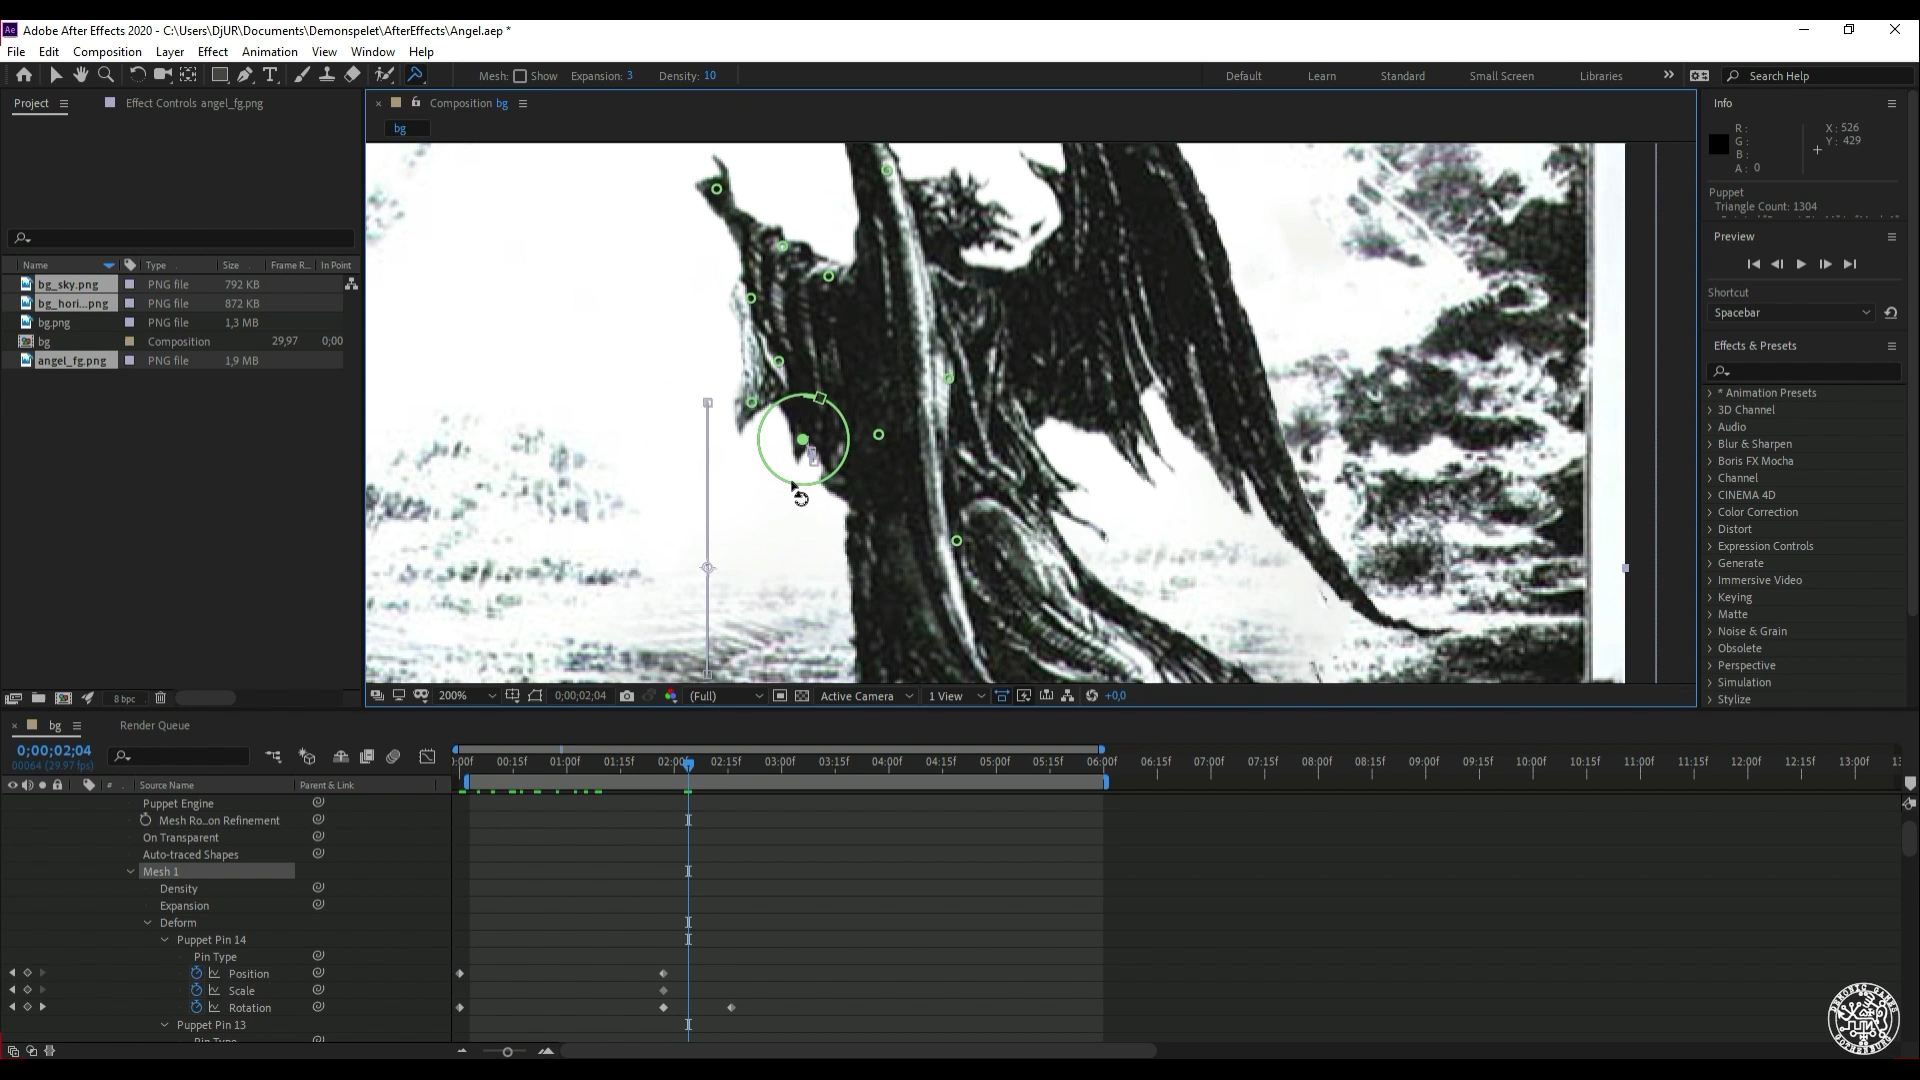 Adobe After Effects 2020 - C:\Users\DjUR\Documents\Demonspelet\AfterEffects\Angel.aep *
File Edit Composition Layer Effect Animation View Window Help
Mesh: Show Expansion: 3 Density: 10
Default Learn Standard Small Screen Libraries Search Help
Project Effect Controls angel_fg.png
Composition bg
bg
Name Type Size Frame R... In Point
bg_sky.png PNG file 792 KB
bg_hori...png PNG file 872 KB
bg.png PNG file 1,3 MB
bg Composition 29,97 0;00
angel_fg.png PNG file 1,9 MB
8 bpc
200% 0;00;02;04 (Full) Active Camera 1 View +0,0
Info
R : X : 526
G : Y : 429
B :
A : 0
Puppet
Triangle Count: 1304
Preview
Shortcut
Spacebar
Effects & Presets
* Animation Presets
3D Channel
Audio
Blur & Sharpen
Boris FX Mocha
Channel
CINEMA 4D
Color Correction
Distort
Expression Controls
Generate
Immersive Video
Keying
Matte
Noise & Grain
Obsolete
Perspective
Simulation
Stylize
bg Render Queue
0;00;02;04
00064 (29.97 fps)
# Source Name Parent & Link
:00f 00:15f 01:00f 01:15f 02:00f 02:15f 03:00f 03:15f 04:00f 04:15f 05:00f 05:15f 06:00f 06:15f 07:00f 07:15f 08:00f 08:15f 09:00f 09:15f 10:00f 10:15f 11:00f 11:15f 12:00f 12:15f 13:00f
Puppet Engine
Mesh Ro...on Refinement
On Transparent
Auto-traced Shapes
Mesh 1
Density
Expansion
Deform
Puppet Pin 14
Pin Type
Position
Scale
Rotation
Puppet Pin 13
DEMONIC GAMES
GOTHENBURG